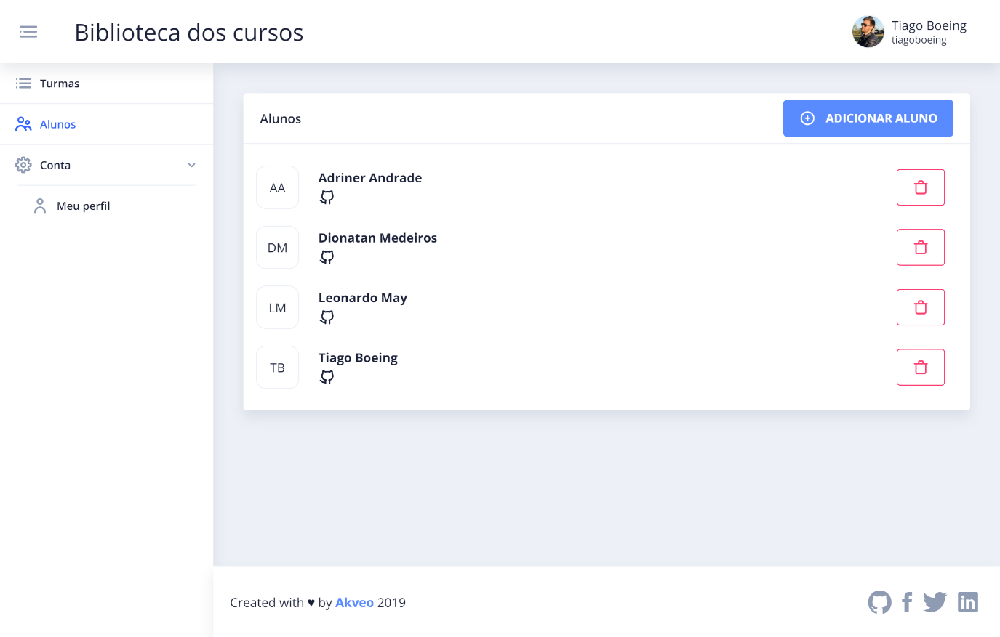 Biblioteca dos cursos
Tiago Boeing
tiagoboeing
Turmas
Alunos
Conta
Meu perfil
Alunos
ADICIONAR ALUNO
AA
Adriner Andrade
DM
Dionatan Medeiros
LM
Leonardo May
TB
Tiago Boeing
Created with ♥ by Akveo 2019